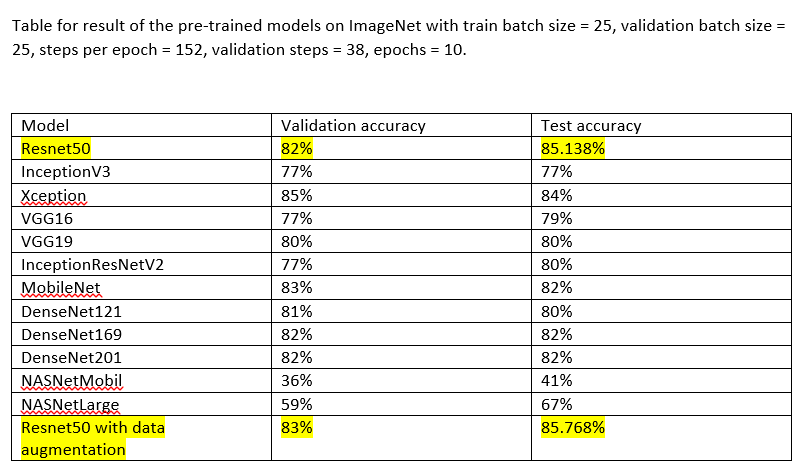 Table for result of the pre-trained models on ImageNet with train batch size = 25, validation batch size =
25, steps per epoch = 152, validation steps = 38, epochs = 10.
Model Validation accuracy Test accuracy
Resnet50 82% 85.138%
InceptionV3 77% 77%
Xception 85% 84%
VGG16 77% 79%
VGG19 80% 80%
InceptionResNetV2 77% 80%
MobileNet 83% 82%
DenseNet121 81% 80%
DenseNet169 82% 82%
DenseNet201 82% 82%
NASNetMobil 36% 41%
NASNetLarge 59% 67%
Resnet50 with data 83% 85.768%
augmentation